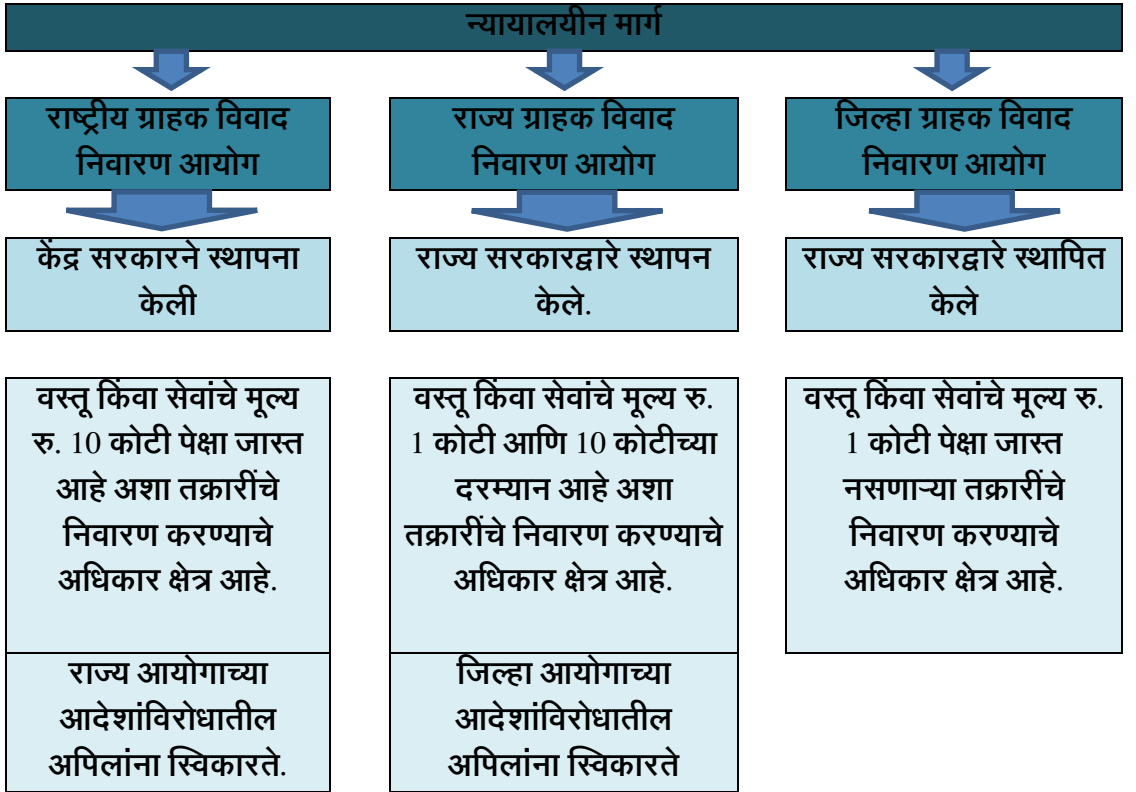 न्यायालयीन मार्ग
राष्ट्रीय ग्राहक विवाद
निवारण आयोग
राज्य ग्राहक विवाद
निवारण आयोग
जिल्हा ग्राहक विवाद
निवारण आयोग
केंद्र सरकारने स्थापना
केली
राज्य सरकारद्वारे स्थापन
केले.
राज्य सरकारद्वारे स्थापित
केले
वस्तू किंवा सेवांचे मूल्य
रु. 10 कोटी पेक्षा जास्त
आहे अशा तक्रारींचे
निवारण करण्याचे
अधिकार क्षेत्र आहे.
वस्तू किंवा सेवांचे मूल्य रु.
1 कोटी आणि 10 कोटीच्या
दरम्यान आहे अशा
तक्रारींचे निवारण करण्याचे
अधिकार क्षेत्र आहे.
वस्तू किंवा सेवांचे मूल्य रु.
1 कोटी पेक्षा जास्त
नसणाऱ्या तक्रारींचे
निवारण करण्याचे
अधिकार क्षेत्र आहे.
राज्य आयोगाच्या
आदेशांविरोधातील
अपिलांना स्विकारते.
जिल्हा आयोगाच्या
आदेशांविरोधातील
अपिलांना स्विकारते